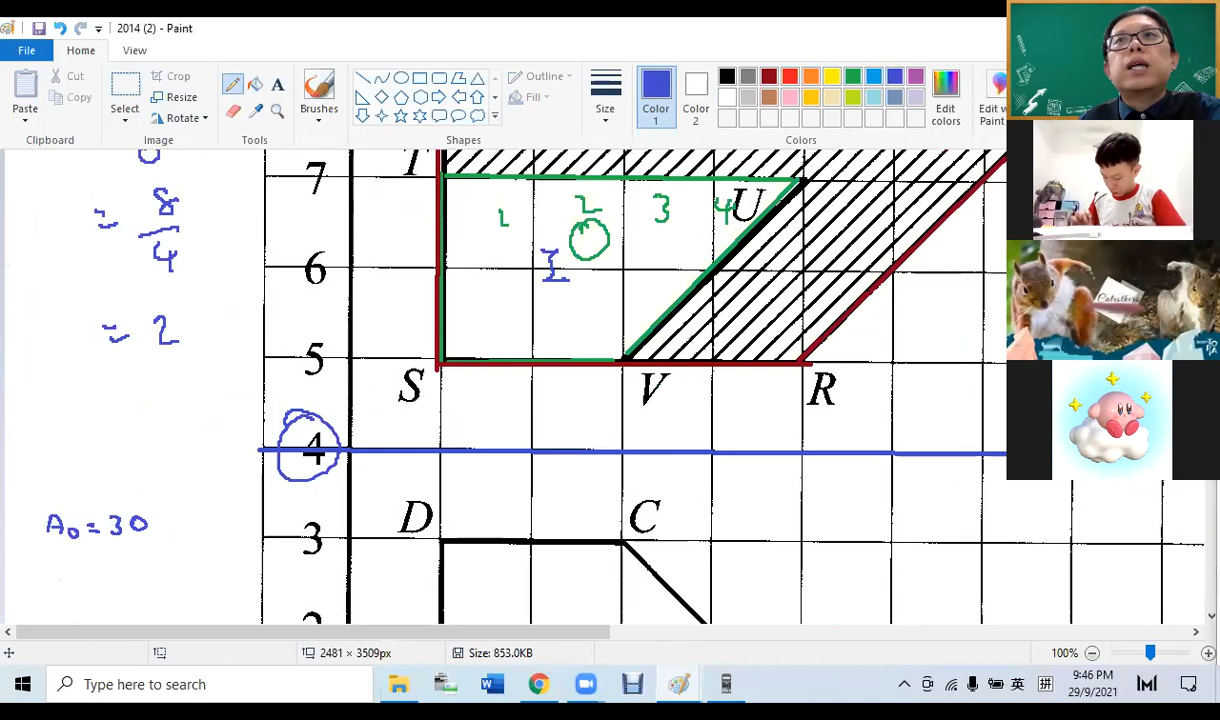 2014 (2) - Paint
File
Home
View
Paste
Cut
Copy
Clipboard
Select
Crop
Resize
Rotate
Image
A
Tools
Brushes
Outline
Fill
Shapes
Size
Color 1
Color 2
Edit colors
Colors
T
7
6
5
4
3
= 8/4
= 2
1 2 3 4 U
I
S V R
D C
A₀ = 30
2481 × 3509px
Size: 853.0KB
100%
Type here to search
英
拼
9:46 PM
29/9/2021